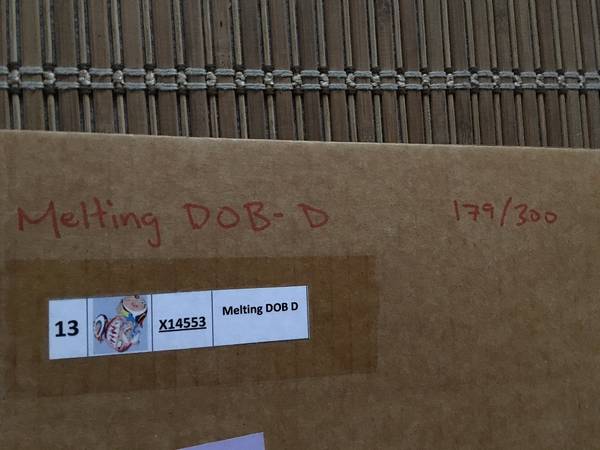 Melting DOB-D 179/300
13 X14553 Melting DOB D